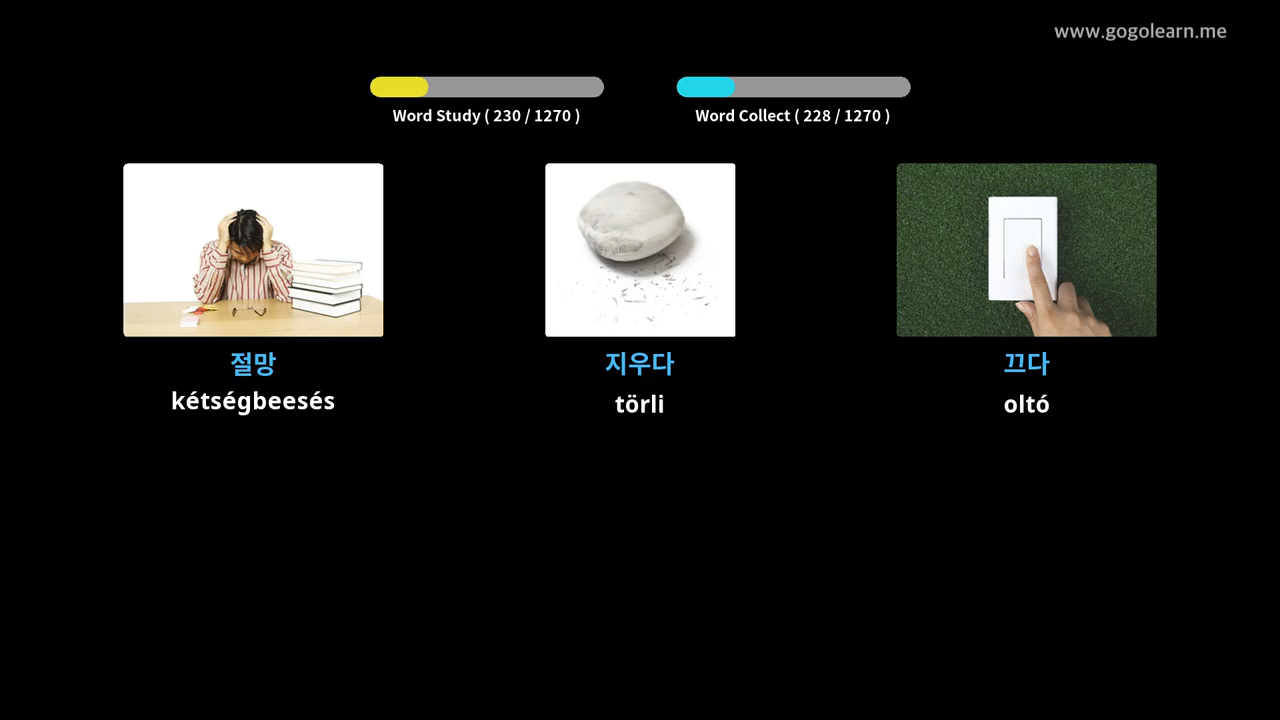 www.gogolearn.me
Word Study ( 230 / 1270 )
Word Collect ( 228 / 1270 )
절망
kétségbeesés
지우다
törli
끄다
oltó